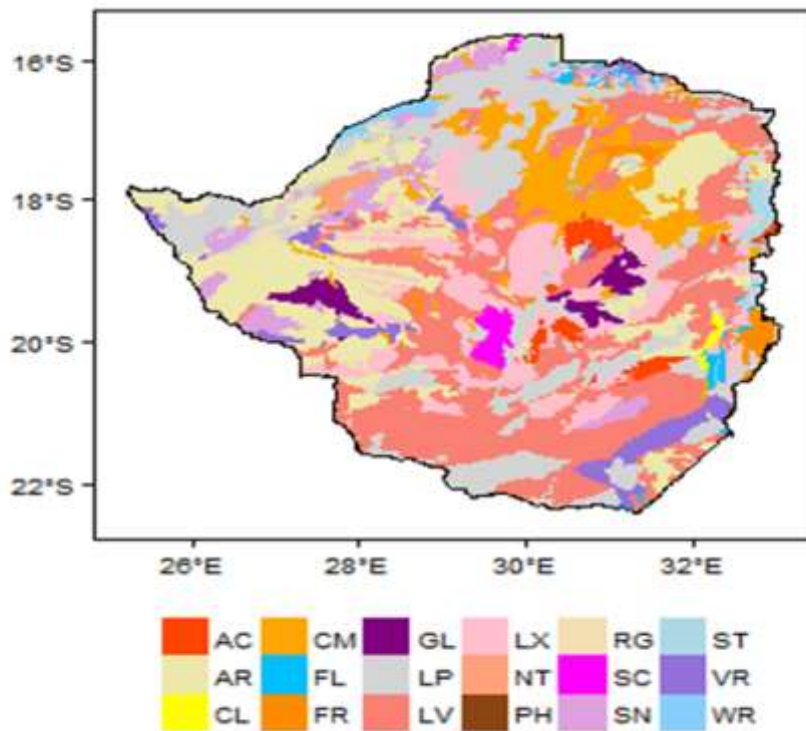 16°S
18°S
20°S
22°S
26°E 28°E 30°E 32°E
AC CM GL LX RG ST
AR FL LP NT SC VR
CL FR LV PH SN WR